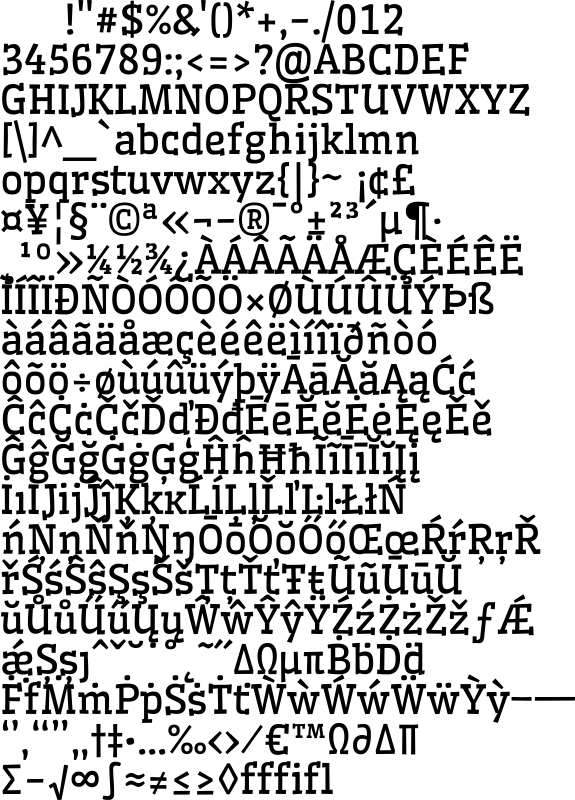 !"#$%&'()*+,-./012
3456789:;<=>?@ABCDEF
GHIJKLMNOPQRSTUVWXYZ
[\]^_`abcdefghijklmn
opqrstuvwxyz{|}~ ¡¢£
¤¥¦§¨©ª«¬-®¯°±²³´µ¶·
¸¹º»¼½¾¿ÀÁÂÃÄÅÆÇÈÉÊË
ÌÍÎÏÐÑÒÓÔÕÖ×ØÙÚÛÜÝÞß
àáâãäåæçèéêëìíîïðñòó
ôõö÷øùúûüýþÿĀāĂăĄąĆć
ĈĉĊċČčĎďĐđĒēĔĕĖėĘęĚě
ĜĝĞğĠġĢģĤĥĦħĨĩĪīĬĭĮį
İıĲĳĴĵĶķĸĹĺĻļĽľĿŀŁłŃ
ńŅņŇňŊŋŌōŎŏŐőŒœŔŕŖŗŘ
řŚśŜŝŞşŠšŢţŤťŦŧŨũŪūŬ
ŭŮůŰűŲųŴŵŶŷŸŹźŻżŽžƒǼ
ǽȘșȷˆˇ˘˙˚˛˜˝ΔΩμπḂḃḊḋ
ḞḟṀṁṖṗṠṡṪṫẀẁẂẃẄẅỲỳ–—
‘’‚“”„†‡•…‰‹›⁄€™Ω∂∆∏
∑−√∞∫≈≠≤≥◊fffifl